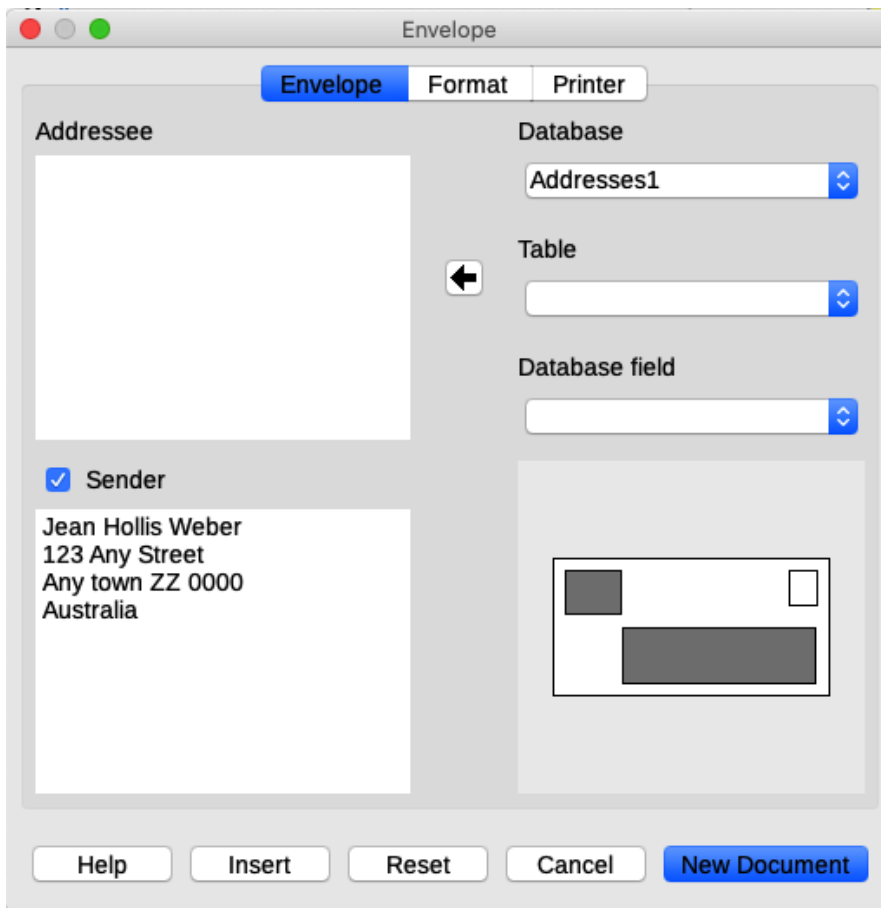 Envelope
Envelope Format Printer
Addressee
Database
Addresses1
Table
Database field
Sender
Jean Hollis Weber
123 Any Street
Any town ZZ 0000
Australia
Help Insert Reset Cancel New Document